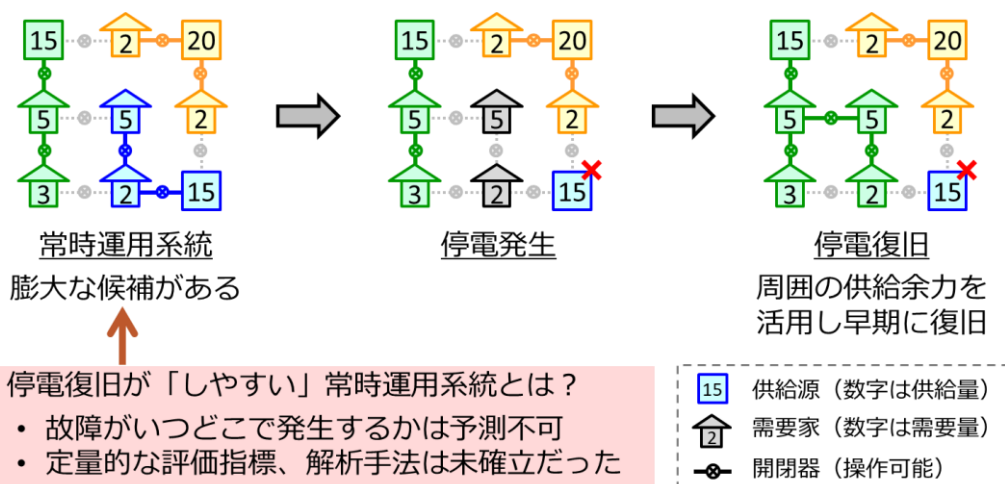 15 2 20
5 5 2
3 2 15
15 2 20
5 5 2
3 2 15
15 2 20
5 5 2
3 2 15
常時運用系統
停電発生
停電復旧
膨大な候補がある
周囲の供給余力を
活用し早期に復旧
停電復旧が「しやすい」常時運用系統とは？
• 故障がいつどこで発生するかは予測不可
• 定量的な評価指標、解析手法は未確立だった
15 供給源（数字は供給量）
2 需要家（数字は需要量）
開閉器（操作可能）